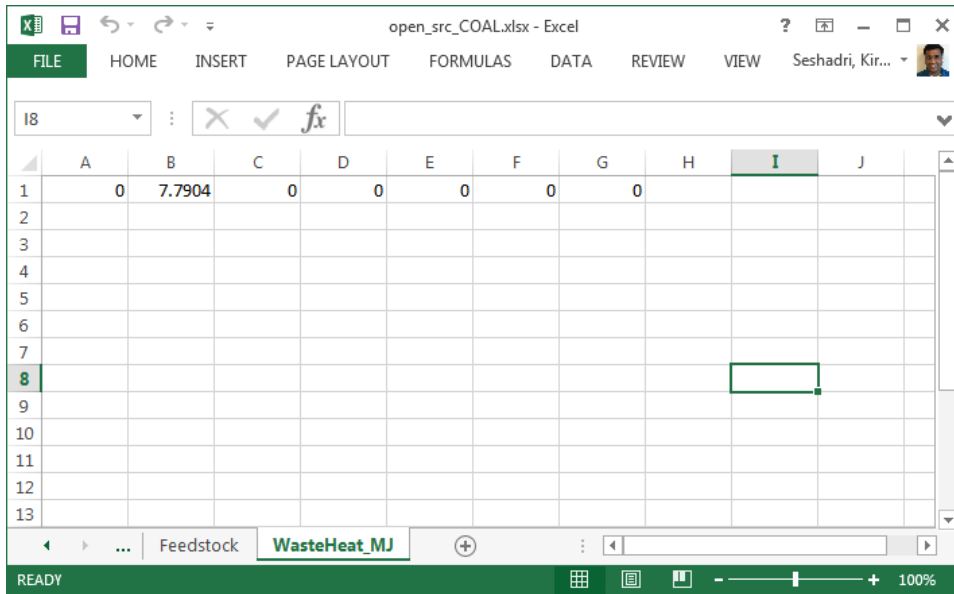 open_src_COAL.xlsx - Excel
?
FILE HOME INSERT PAGE LAYOUT FORMULAS DATA REVIEW VIEW Seshadri, Kir...
I8 fx
A B C D E F G H I J
1 0 7.7904 0 0 0 0 0
2
3
4
5
6
7
8
9
10
11
12
13
... Feedstock WasteHeat_MJ
READY 100%